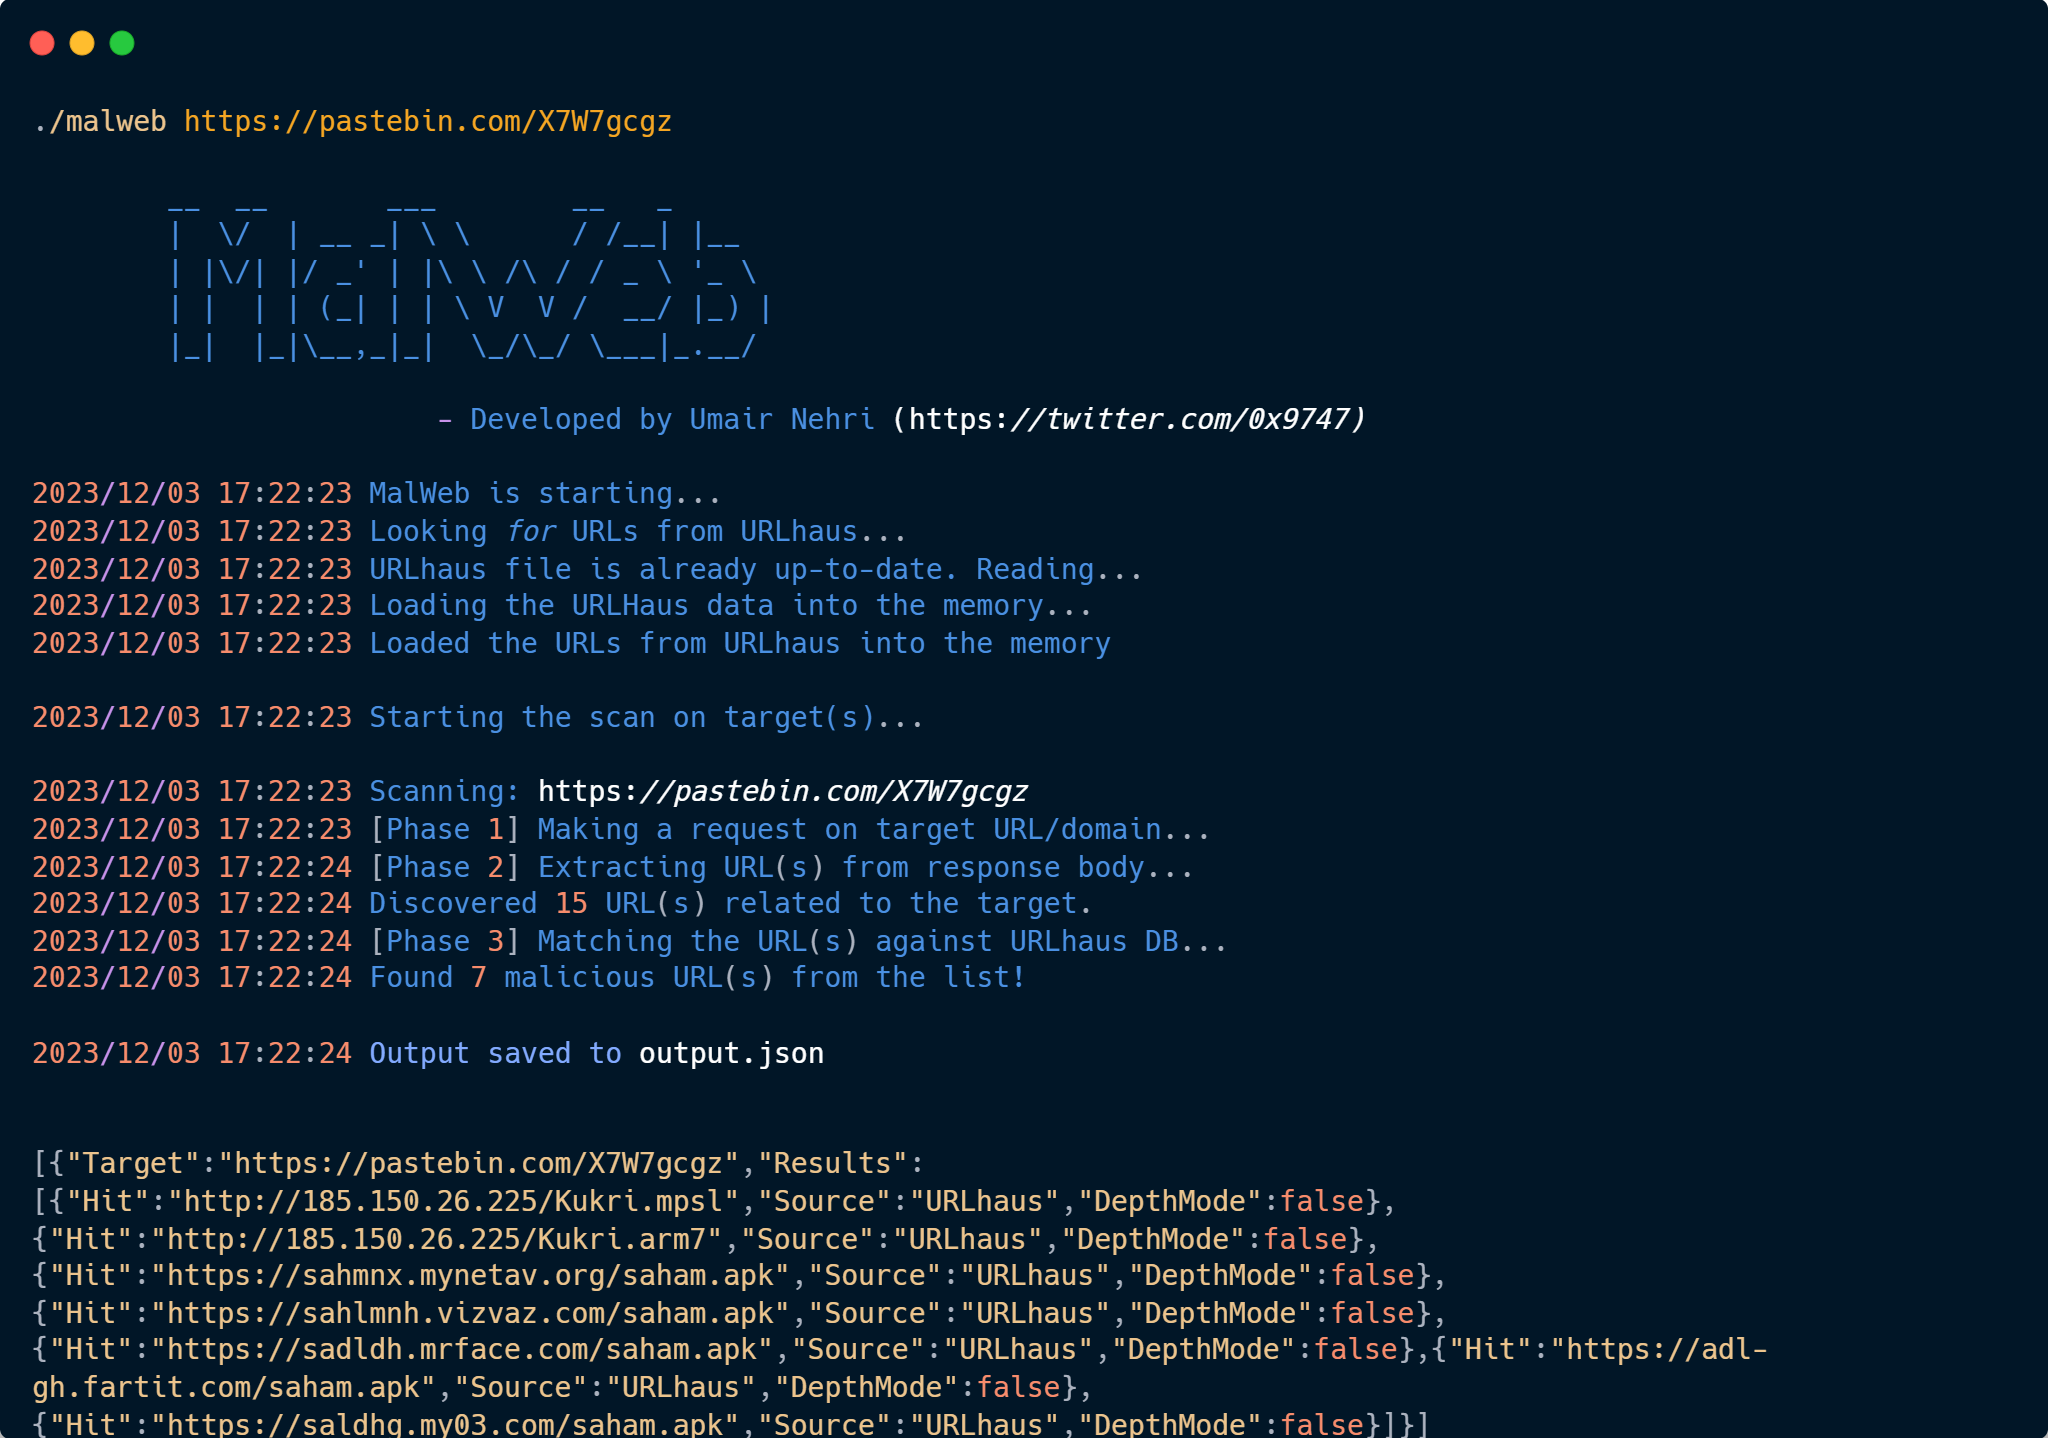 ./malweb https://pastebin.com/X7W7gcgz
        __  __       ___        __   _
        |  \/  | __ _| \ \      / /__| |__
        | |\/| |/ _' | |\ \ /\ / / _ \ '_ \
        | |  | | (_| | | \ V  V /  __/ |_) |
        |_|  |_|\__,_|_|  \_/\_/ \___|_.__/
                        - Developed by Umair Nehri (https://twitter.com/0x9747)
2023/12/03 17:22:23 MalWeb is starting...
2023/12/03 17:22:23 Looking for URLs from URLhaus...
2023/12/03 17:22:23 URLhaus file is already up-to-date. Reading...
2023/12/03 17:22:23 Loading the URLHaus data into the memory...
2023/12/03 17:22:23 Loaded the URLs from URLhaus into the memory
2023/12/03 17:22:23 Starting the scan on target(s)...
2023/12/03 17:22:23 Scanning: https://pastebin.com/X7W7gcgz
2023/12/03 17:22:23 [Phase 1] Making a request on target URL/domain...
2023/12/03 17:22:24 [Phase 2] Extracting URL(s) from response body...
2023/12/03 17:22:24 Discovered 15 URL(s) related to the target.
2023/12/03 17:22:24 [Phase 3] Matching the URL(s) against URLhaus DB...
2023/12/03 17:22:24 Found 7 malicious URL(s) from the list!
2023/12/03 17:22:24 Output saved to output.json
[{"Target":"https://pastebin.com/X7W7gcgz","Results":
[{"Hit":"http://185.150.26.225/Kukri.mpsl","Source":"URLhaus","DepthMode":false},
{"Hit":"http://185.150.26.225/Kukri.arm7","Source":"URLhaus","DepthMode":false},
{"Hit":"https://sahmnx.mynetav.org/saham.apk","Source":"URLhaus","DepthMode":false},
{"Hit":"https://sahlmnh.vizvaz.com/saham.apk","Source":"URLhaus","DepthMode":false},
{"Hit":"https://sadldh.mrface.com/saham.apk","Source":"URLhaus","DepthMode":false},{"Hit":"https://adl-
gh.fartit.com/saham.apk","Source":"URLhaus","DepthMode":false},
{"Hit":"https://saldhg.my03.com/saham.apk","Source":"URLhaus","DepthMode":false}]}]